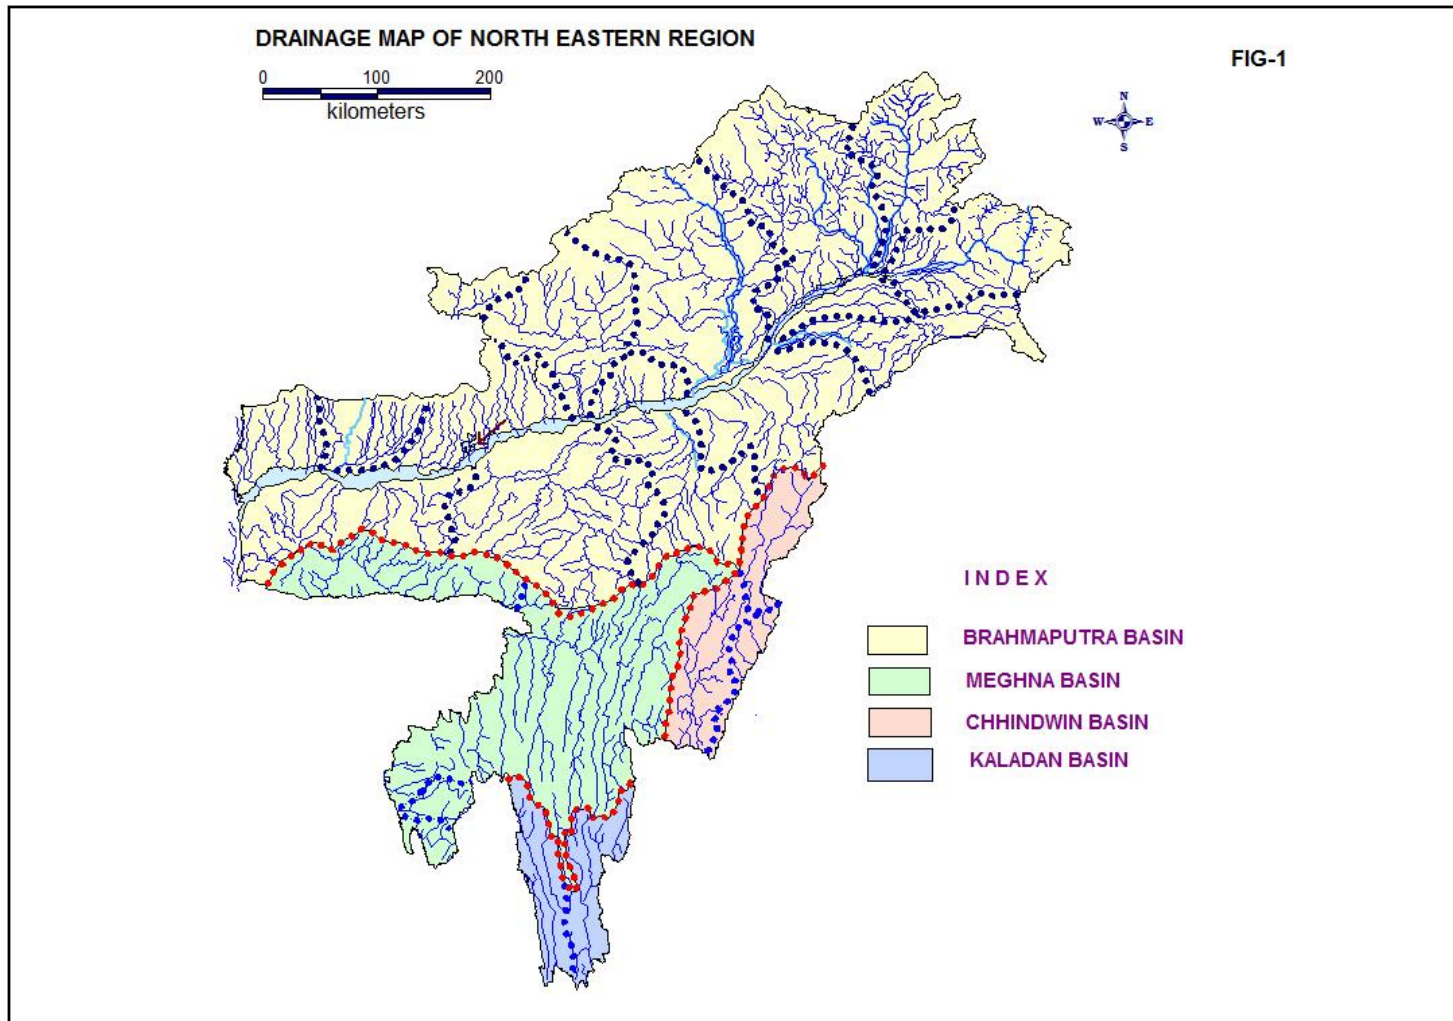 DRAINAGE MAP OF NORTH EASTERN REGION
FIG-1
0 100 200
kilometers
N
W E
S
I N D E X
BRAHMAPUTRA BASIN
MEGHNA BASIN
CHHINDWIN BASIN
KALADAN BASIN